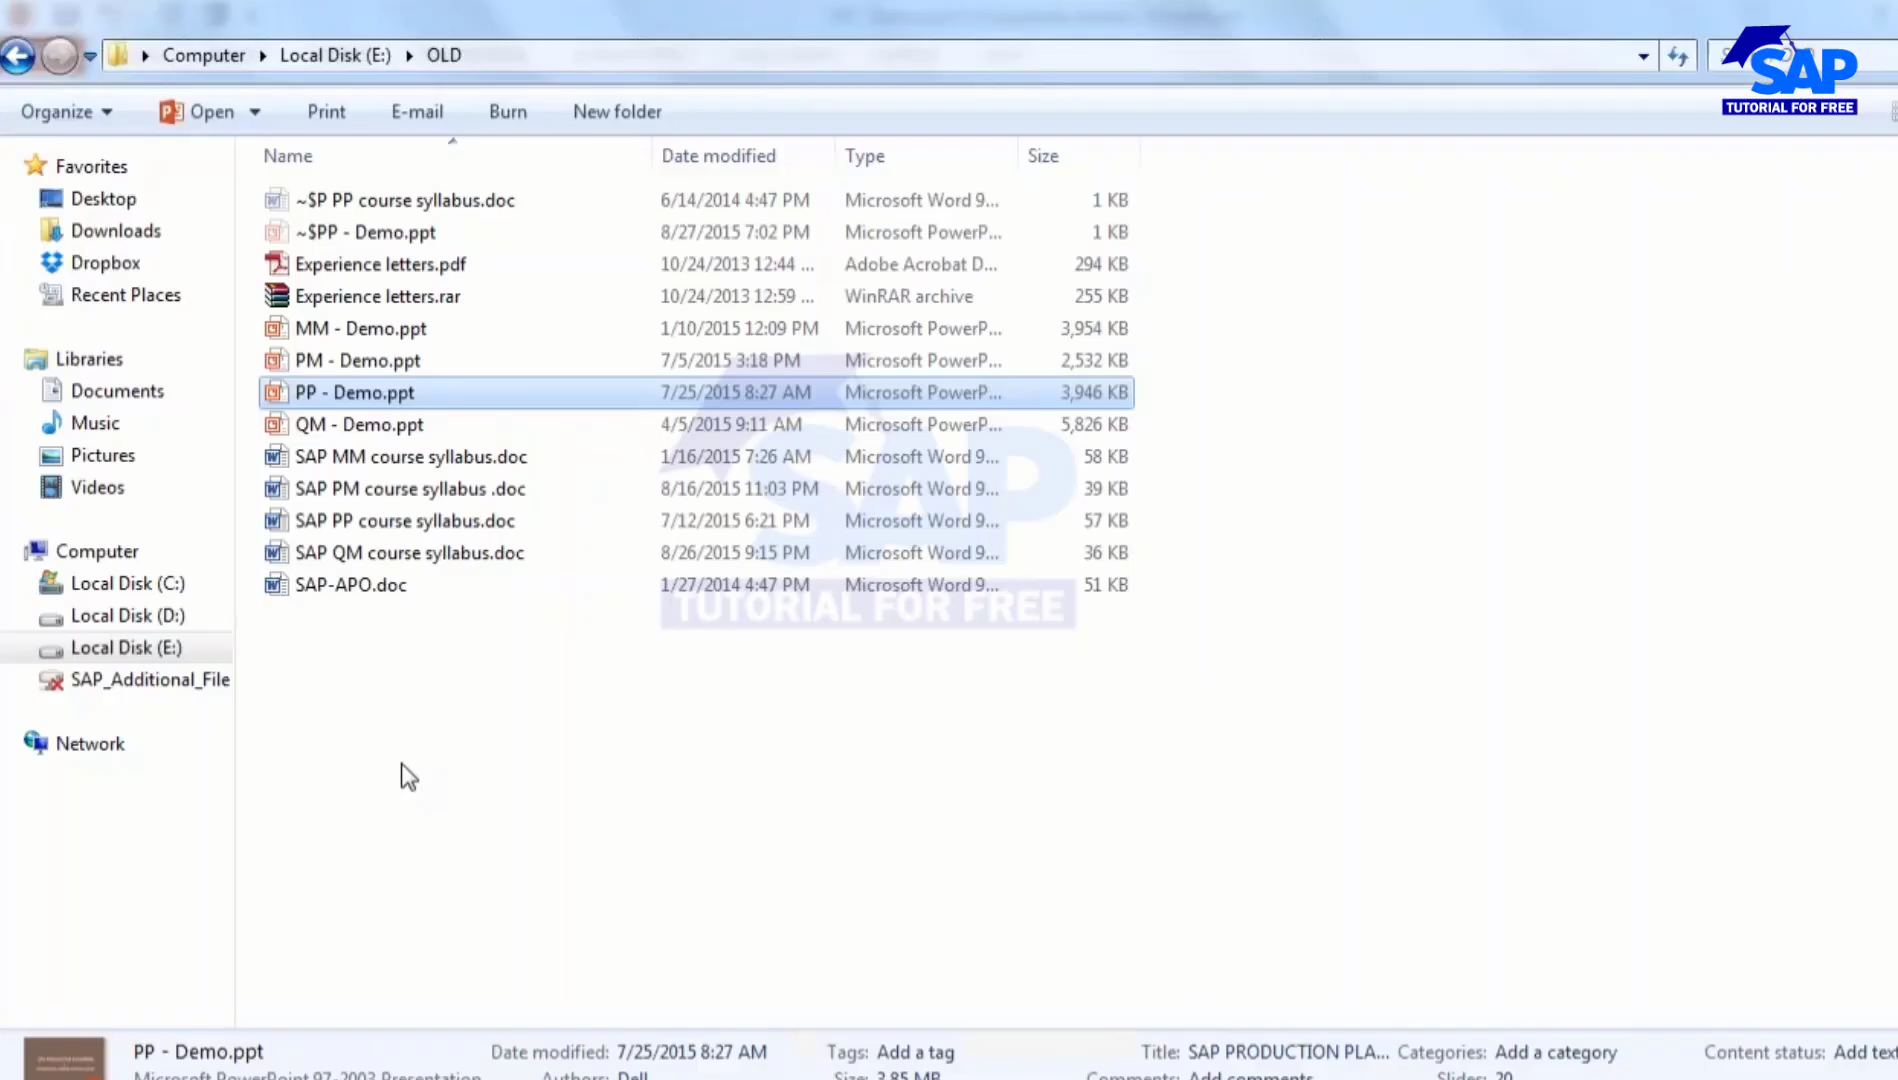 Computer Local Disk (E:) OLD
SAP
TUTORIAL FOR FREE
Organize Open Print E-mail Burn New folder
Name Date modified Type Size
Favorites
Desktop
Downloads
Dropbox
Recent Places
Libraries
Documents
Music
Pictures
Videos
Computer
Local Disk (C:)
Local Disk (D:)
Local Disk (E:)
SAP_Additional_File
Network
~$P PP course syllabus.doc 6/14/2014 4:47 PM Microsoft Word 9... 1 KB
~$PP - Demo.ppt 8/27/2015 7:02 PM Microsoft PowerP... 1 KB
Experience letters.pdf 10/24/2013 12:44 ... Adobe Acrobat D... 294 KB
Experience letters.rar 10/24/2013 12:59 ... WinRAR archive 255 KB
MM - Demo.ppt 1/10/2015 12:09 PM Microsoft PowerP... 3,954 KB
PM - Demo.ppt 7/5/2015 3:18 PM Microsoft PowerP... 2,532 KB
PP - Demo.ppt 7/25/2015 8:27 AM Microsoft PowerP... 3,946 KB
QM - Demo.ppt 4/5/2015 9:11 AM Microsoft PowerP... 5,826 KB
SAP MM course syllabus.doc 1/16/2015 7:26 AM Microsoft Word 9... 58 KB
SAP PM course syllabus .doc 8/16/2015 11:03 PM Microsoft Word 9... 39 KB
SAP PP course syllabus.doc 7/12/2015 6:21 PM Microsoft Word 9... 57 KB
SAP QM course syllabus.doc 8/26/2015 9:15 PM Microsoft Word 9... 36 KB
SAP-APO.doc 1/27/2014 4:47 PM Microsoft Word 9... 51 KB
SAP
TUTORIAL FOR FREE
PP - Demo.ppt Date modified: 7/25/2015 8:27 AM Tags: Add a tag Title: SAP PRODUCTION PLA... Categories: Add a category Content status: Add text
Microsoft PowerPoint 97-2003 Presentation Authors: Dell Size: 3.85 MB Comments: Add comments Slides: 20